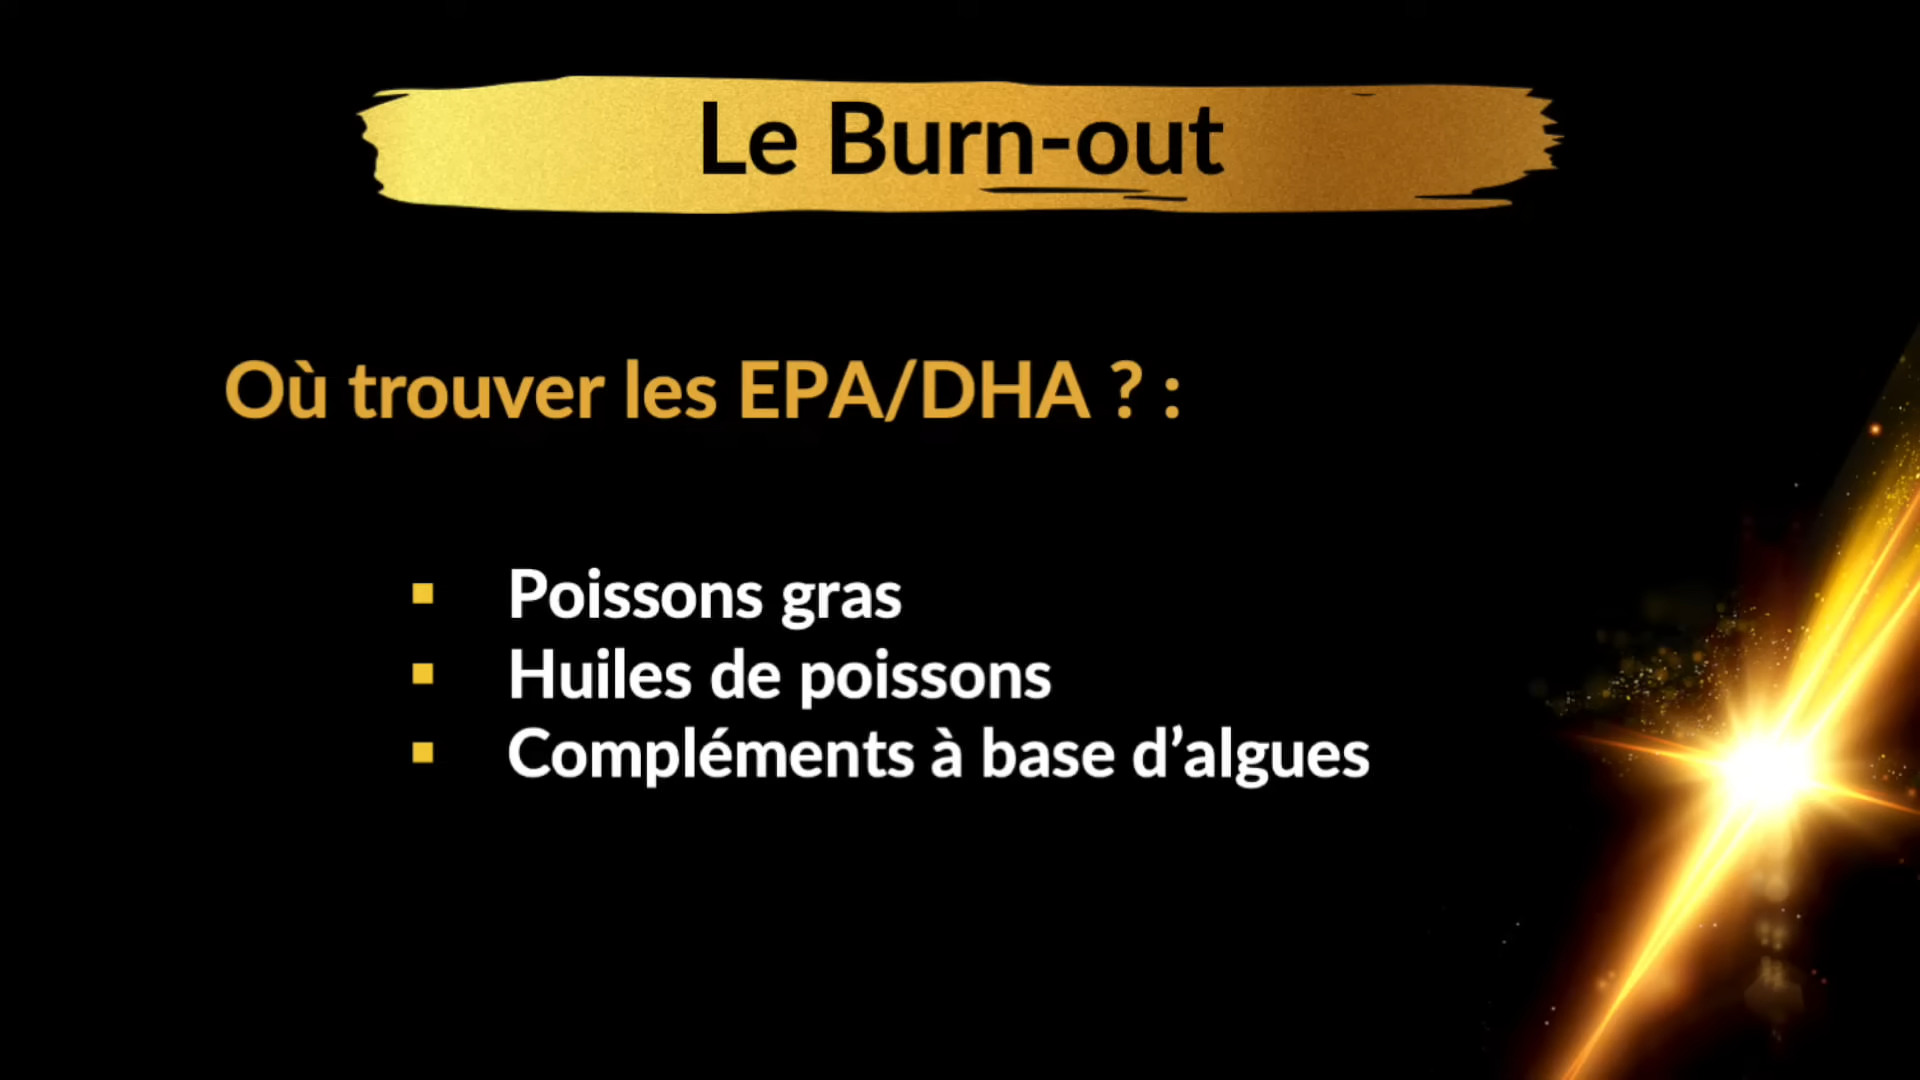 Le Burn-out
Où trouver les EPA/DHA ? :
▪ Poissons gras
▪ Huiles de poissons
▪ Compléments à base d’algues